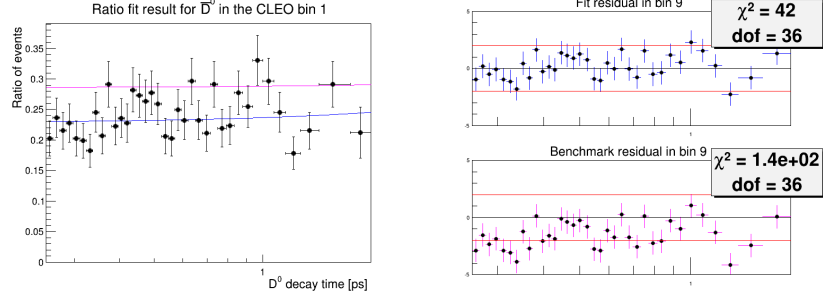 Ratio fit result for D̅⁰ in the CLEO bin 1
Ratio of events
0.35
0.3
0.25
0.2
0.15
0.1
0.05
0
1
D⁰ decay time [ps]
Fit residual in bin 9
χ² = 42
dof = 36
5
0
-5
1
Benchmark residual in bin 9
χ² = 1.4e+02
dof = 36
5
0
-5
1